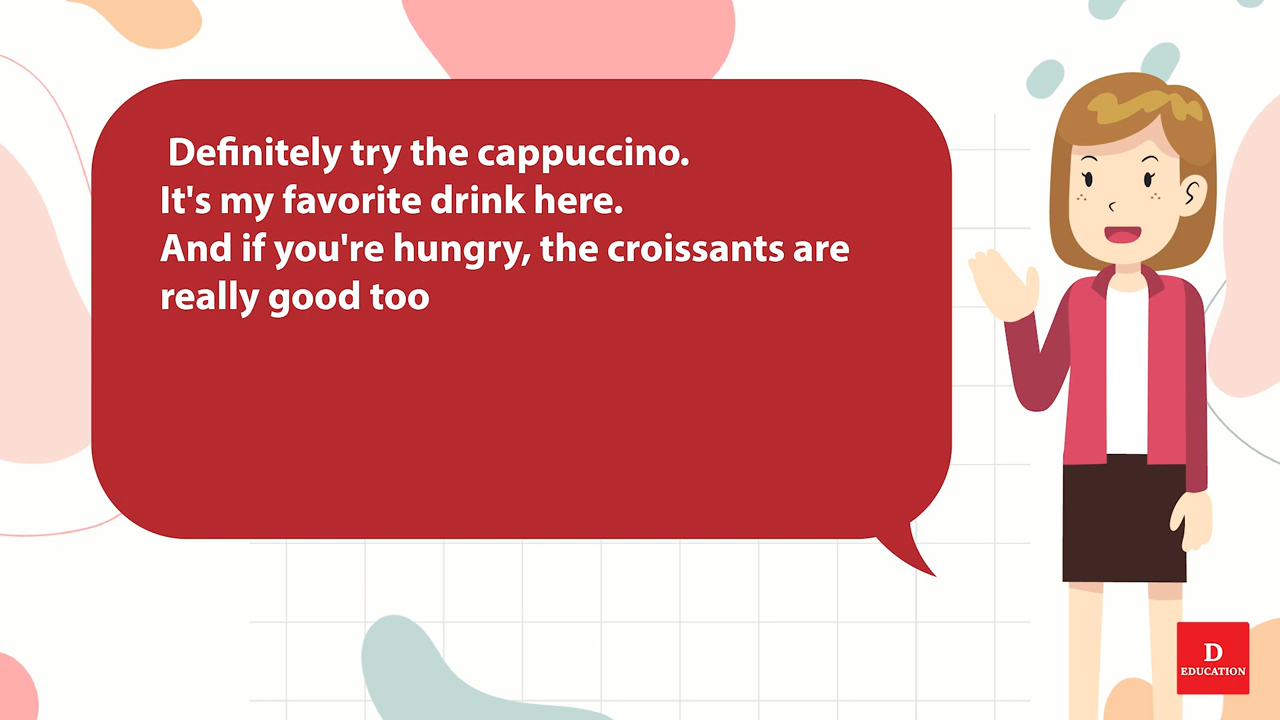 Definitely try the cappuccino.
It's my favorite drink here.
And if you're hungry, the croissants are
really good too
D
EDUCATION